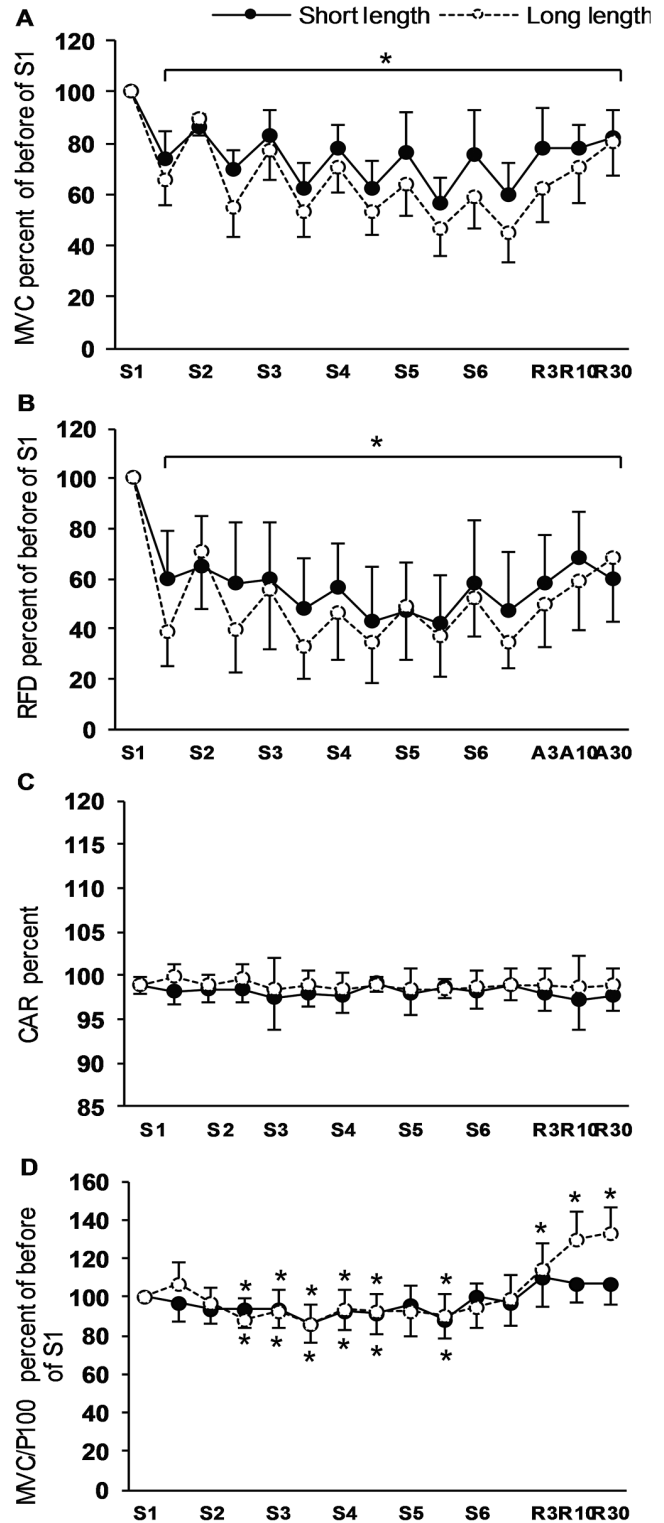 A Short length Long length
MVC percent of before of S1
120
*
100
80
60
40
20
0
S1 S2 S3 S4 S5 S6 R3R10R30
B
RFD percent of before of S1
120
*
100
80
60
40
20
0
S1 S2 S3 S4 S5 S6 A3A10A30
C
CAR percent
120
115
110
105
100
95
90
85
S1 S2 S3 S4 S5 S6 R3R10R30
D
MVC/P100 percent of before
of S1
160
140
120
100
80
60
40
20
0
* * * * * * * * *
* * * * * *
S1 S2 S3 S4 S5 S6 R3R10R30